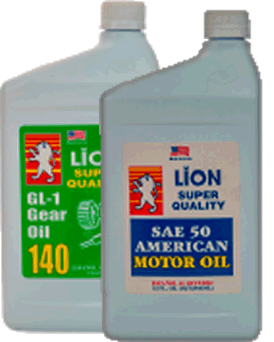 LION
SUPER
QUALITY
GL-1
Gear
Oil
140
LION
SUPER
QUALITY
SAE 50
AMERICAN
MOTOR OIL